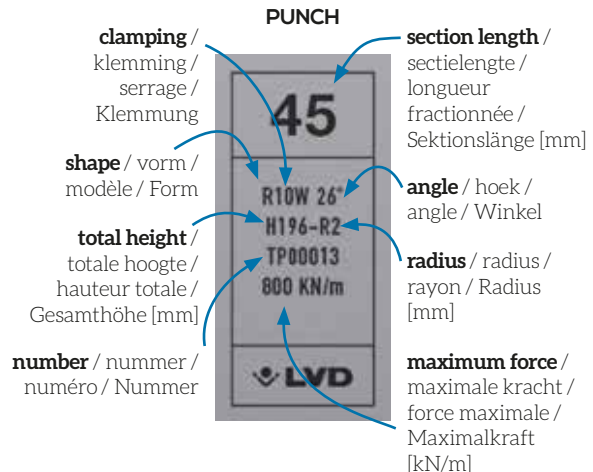 PUNCH
clamping /
klemming /
serrage /
Klemmung
shape / vorm /
modèle / Form
total height /
totale hoogte /
hauteur totale /
Gesamthöhe [mm]
number / nummer /
numéro / Nummer
45
R10W 26°
H196-R2
TP00013
800 KN/m
LVD
section length /
sectielengte /
longueur
fractionnée /
Sektionslänge [mm]
angle / hoek /
angle / Winkel
radius / radius /
rayon / Radius
[mm]
maximum force /
maximale kracht /
force maximale /
Maximalkraft
[kN/m]